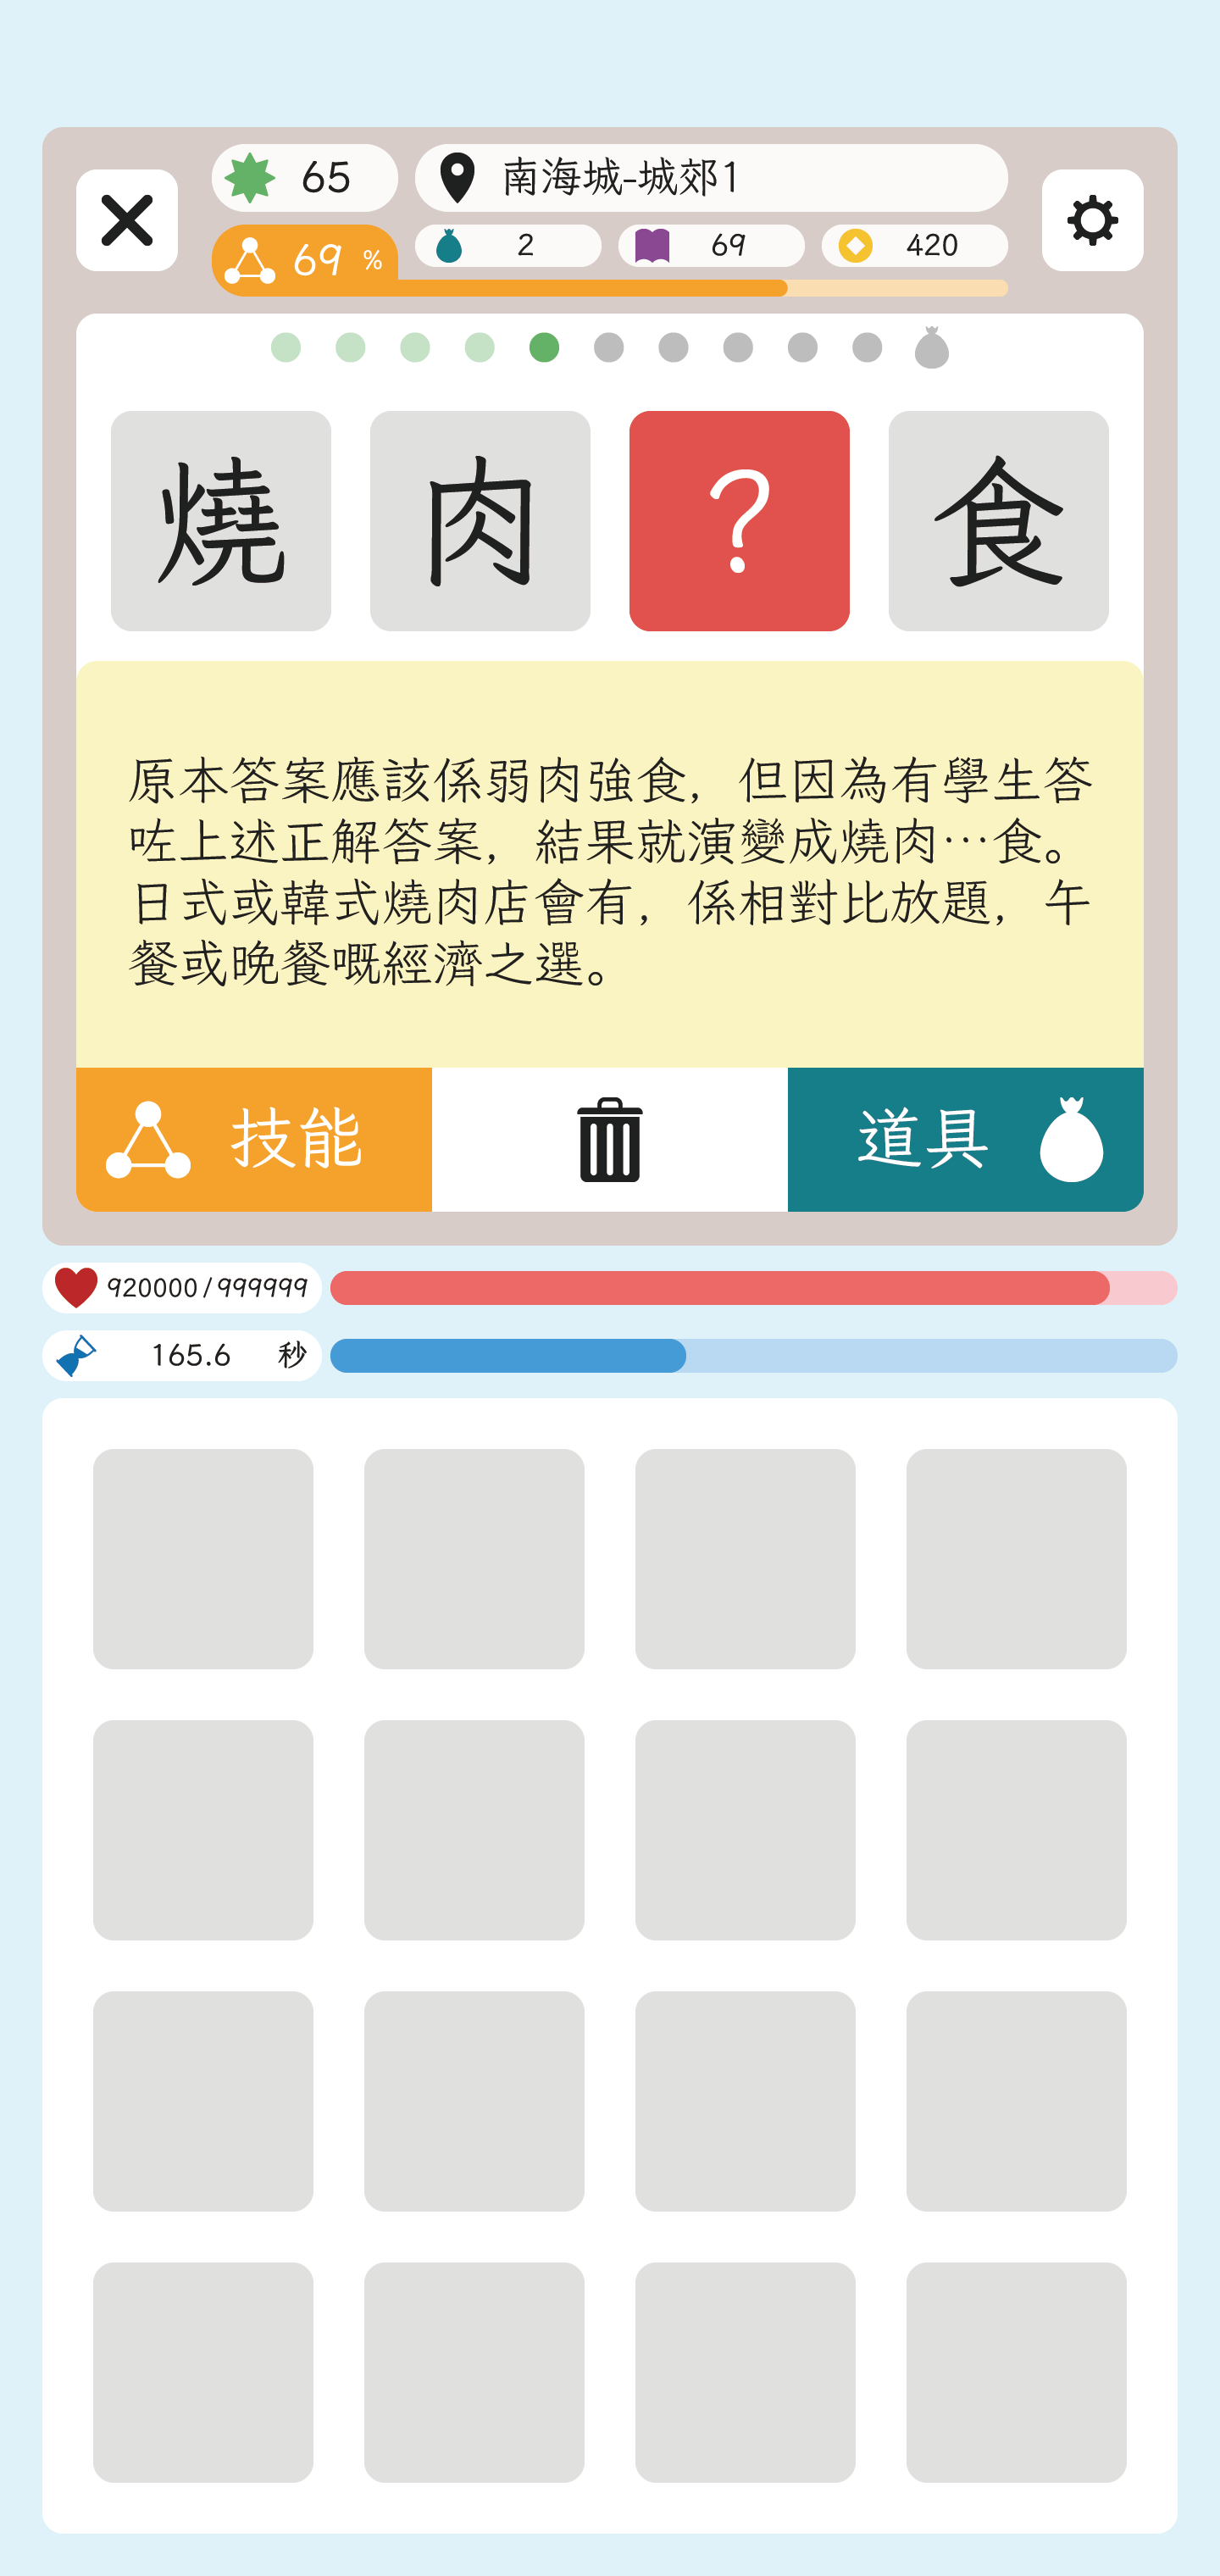 65
南海城-城郊1
69 %
2
69
420
燒肉？食
原本答案應該係弱肉強食，但因為有學生答
咗上述正解答案，結果就演變成燒肉…食。
日式或韓式燒肉店會有，係相對比放題，午
餐或晚餐嘅經濟之選。
技能
道具
920000/999999
165.6 秒